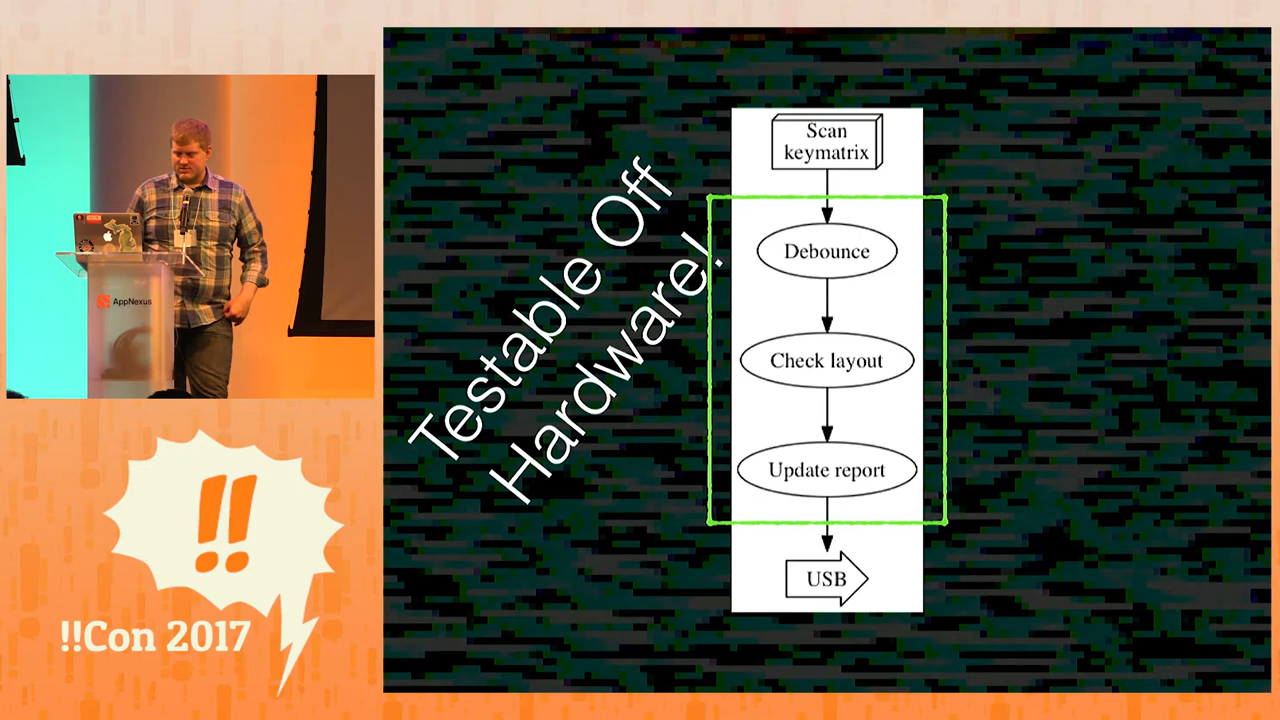 AppNexus
!!
!!Con 2017
Testable Off
Hardware!
Scan
keymatrix
Debounce
Check layout
Update report
USB